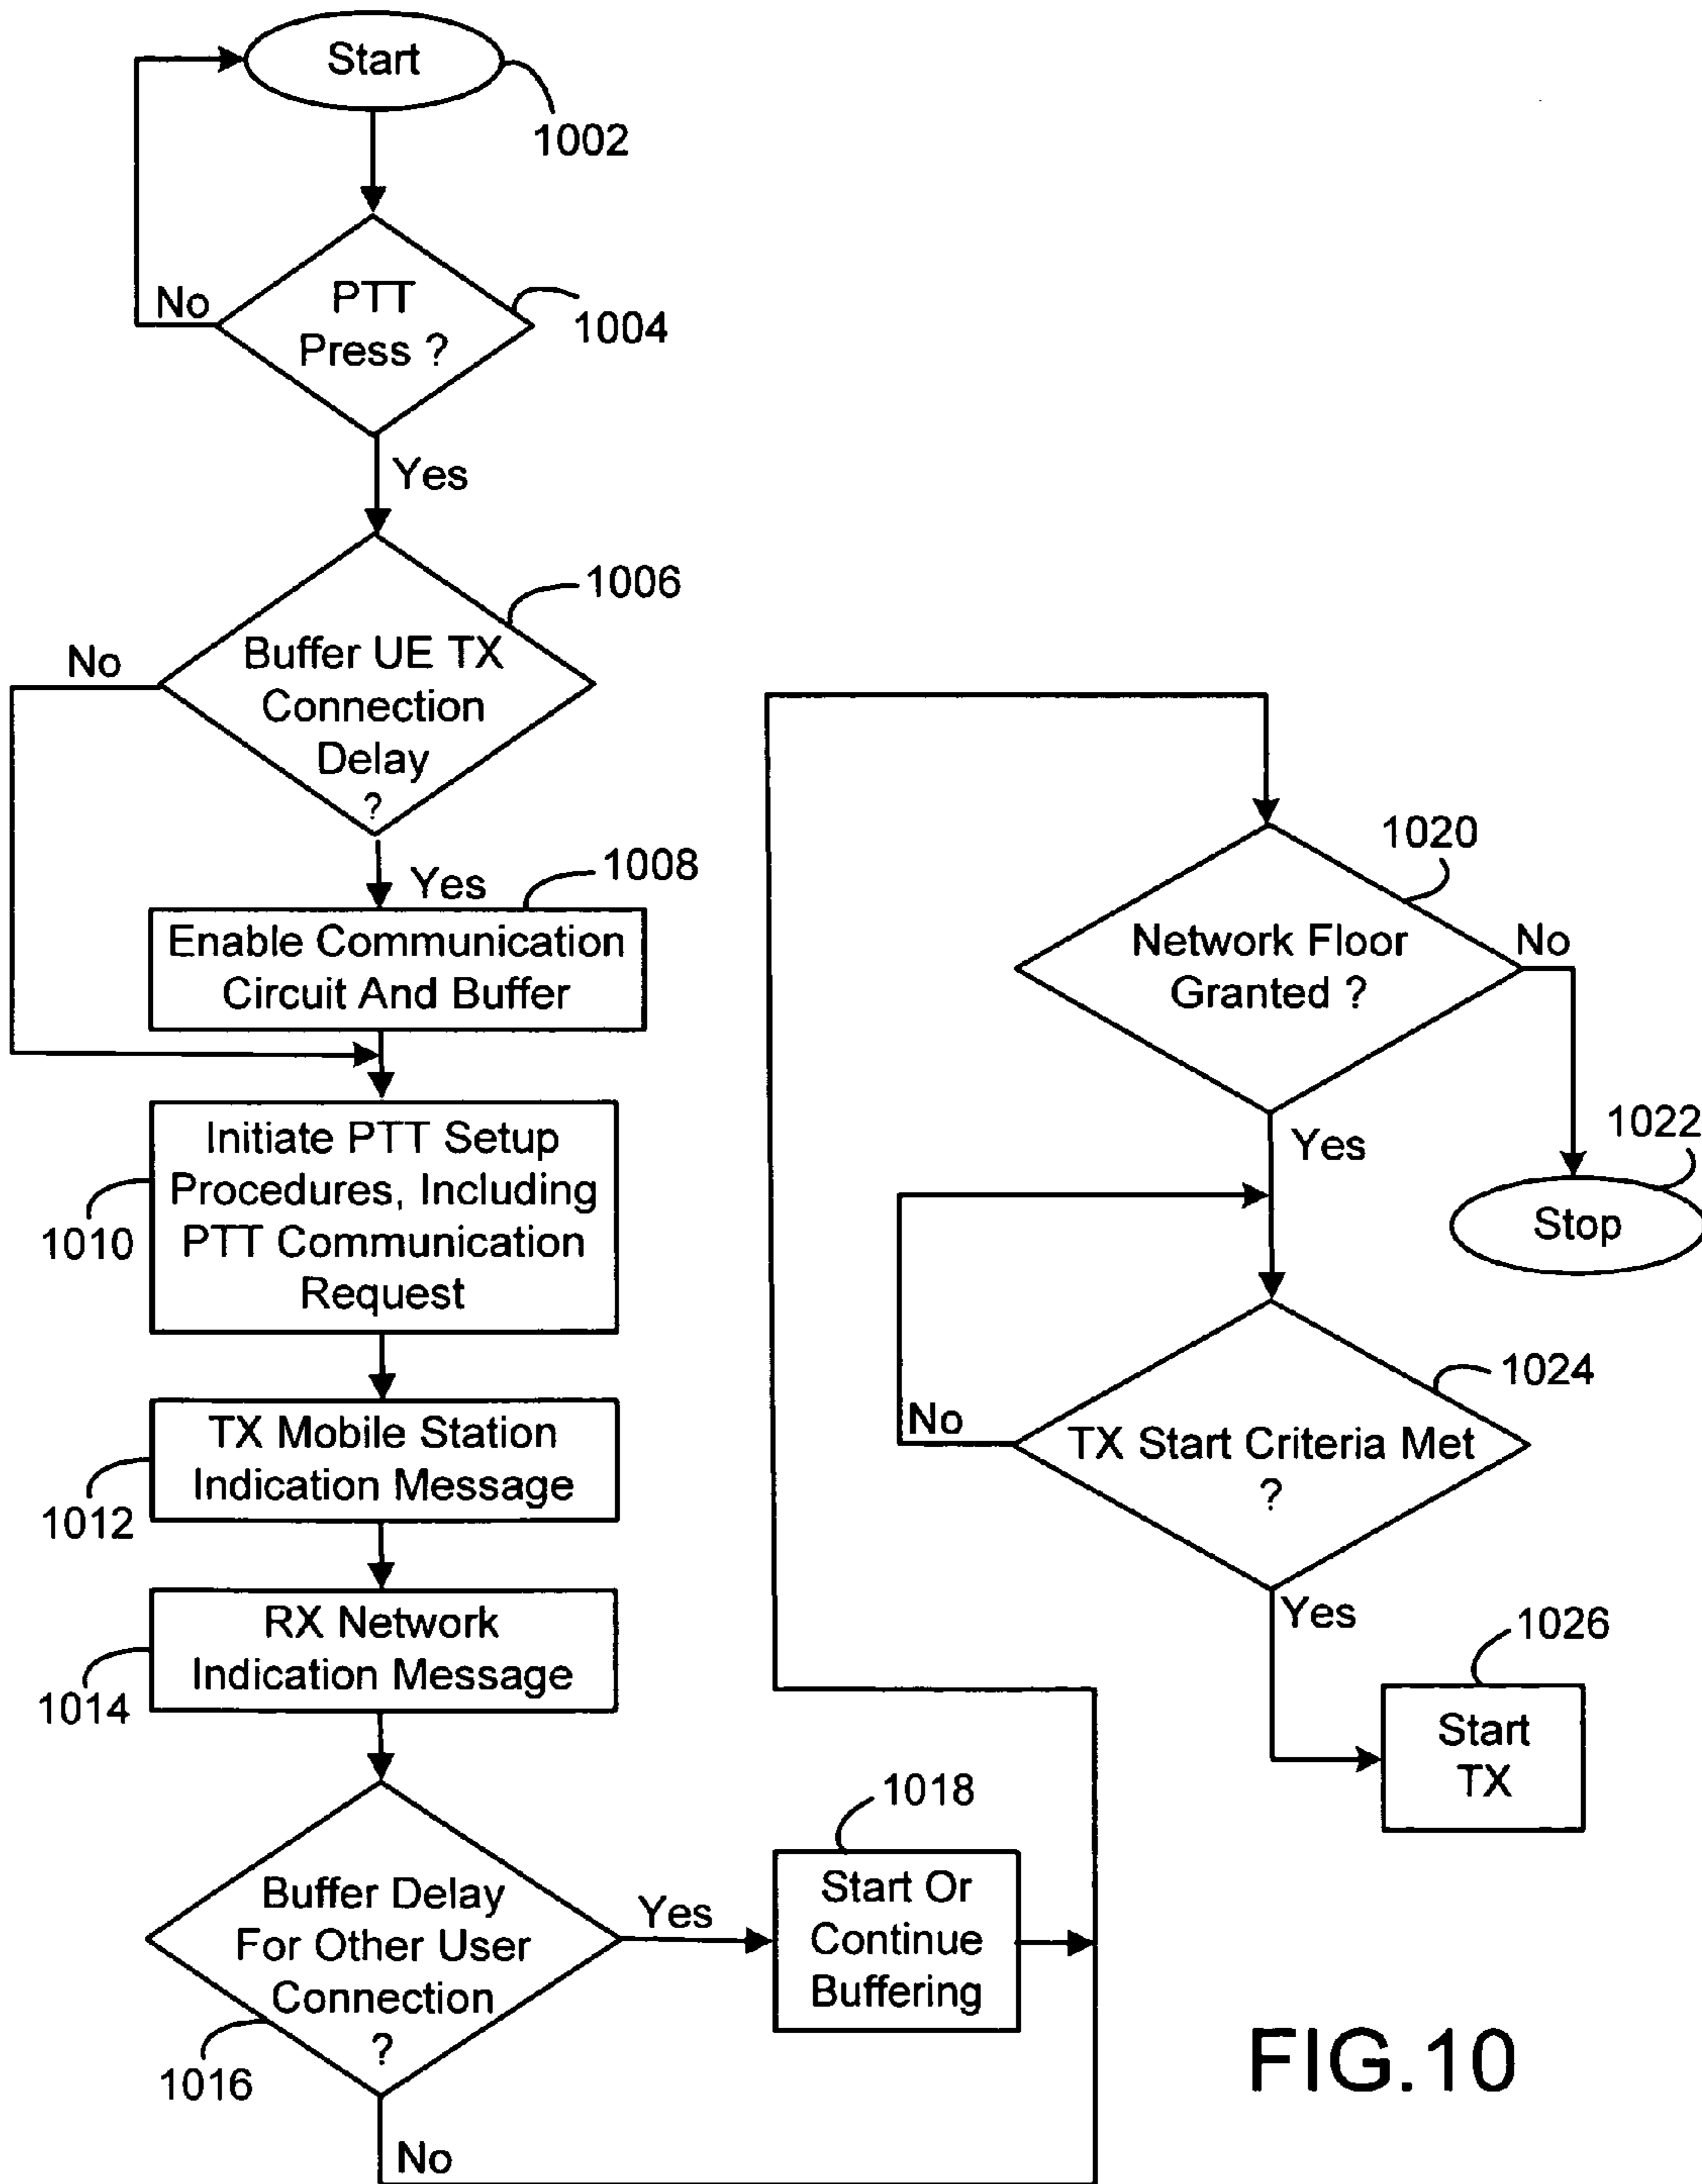 Start
1002
PTT
Press ?
1004
No
Yes
1006
Buffer UE TX
Connection
Delay
?
No
Yes
1008
Enable Communication
Circuit And Buffer
Initiate PTT Setup
Procedures, Including
PTT Communication
Request
1010
TX Mobile Station
Indication Message
1012
RX Network
Indication Message
1014
Buffer Delay
For Other User
Connection
?
1016
Yes
No
1018
Start Or
Continue
Buffering
1020
Network Floor
Granted ?
No
Yes
1022
Stop
1024
TX Start Criteria Met
?
No
Yes
1026
Start
TX
FIG.10